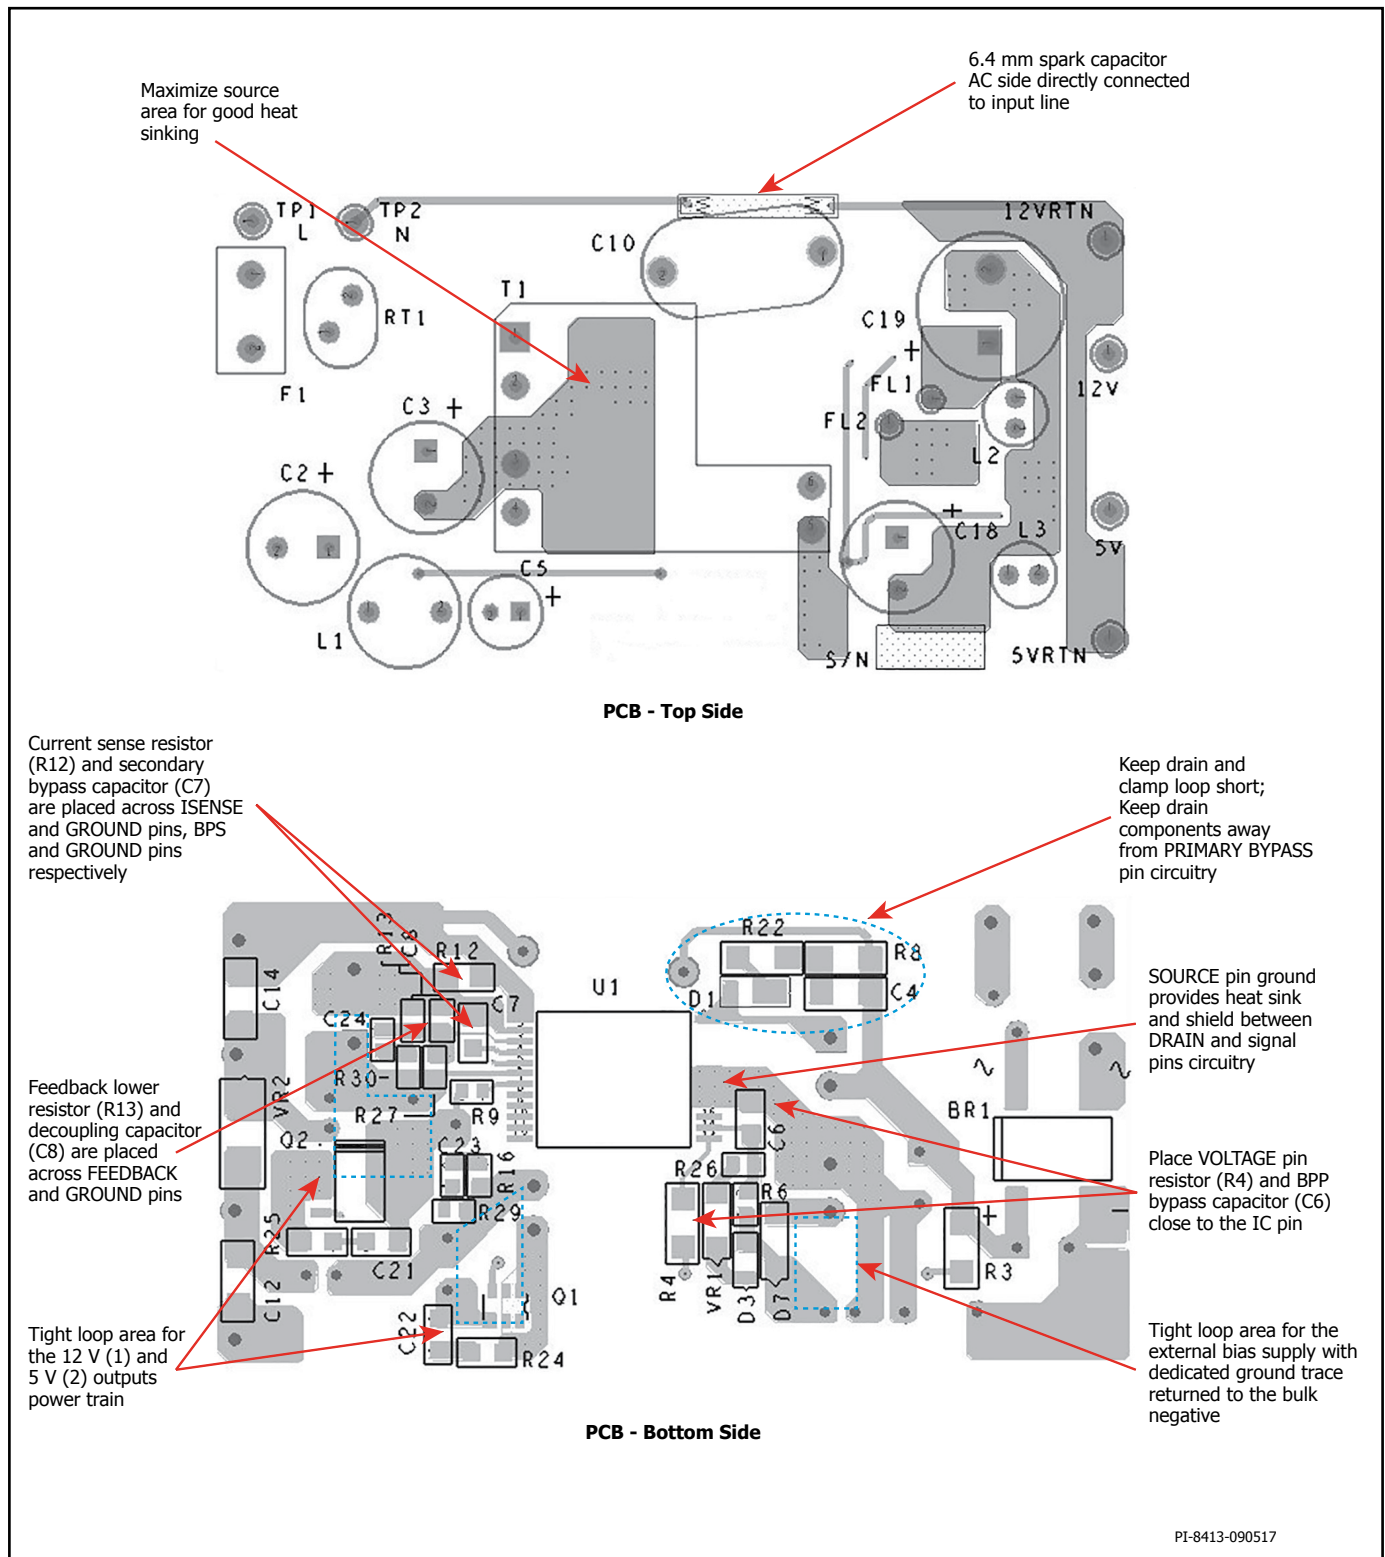 Maximize source
area for good heat
sinking
6.4 mm spark capacitor
AC side directly connected
to input line
TP1
L
TP2
N
C10
12VRTN
T1
RT1
C19
+
F1
FL1
12V
C3 +
FL2
L2
C2 +
+
C18
L3
5V
C5
+
L1
S/N
5VRTN
PCB - Top Side
Current sense resistor
(R12) and secondary
bypass capacitor (C7)
are placed across ISENSE
and GROUND pins, BPS
and GROUND pins
respectively
Keep drain and
clamp loop short;
Keep drain
components away
from PRIMARY BYPASS
pin circuitry
R13
C8
R12
R22
R8
C14
U1
D1
C4
C7
C24
SOURCE pin ground
provides heat sink
and shield between
DRAIN and signal
pins circuitry
Feedback lower
resistor (R13) and
decoupling capacitor
(C8) are placed
across FEEDBACK
and GROUND pins
VR2
R30
R27
R9
C6
BR1
~
~
Q2
C23
R16
R26
R6
Place VOLTAGE pin
resistor (R4) and BPP
bypass capacitor (C6)
close to the IC pin
R25
R29
+
–
C12
C21
R4
VR1
D3
D7
R3
Q1
C22
R24
Tight loop area for
the 12 V (1) and
5 V (2) outputs
power train
Tight loop area for the
external bias supply with
dedicated ground trace
returned to the bulk
negative
PCB - Bottom Side
PI-8413-090517